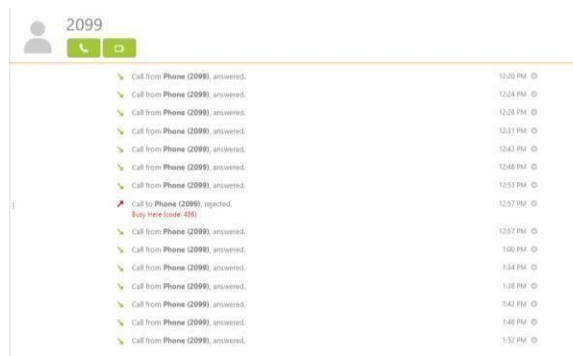 2099
Call from Phone (2099), answered. 12:20 PM
Call from Phone (2099), answered. 12:24 PM
Call from Phone (2099), answered. 12:28 PM
Call from Phone (2099), answered. 12:31 PM
Call from Phone (2099), answered. 12:43 PM
Call from Phone (2099), answered. 12:48 PM
Call from Phone (2099), answered. 12:53 PM
Call to Phone (2099), rejected. 12:57 PM
Busy Here (code: 486)
Call from Phone (2099), answered. 12:57 PM
Call from Phone (2099), answered. 1:00 PM
Call from Phone (2099), answered. 1:34 PM
Call from Phone (2099), answered. 1:38 PM
Call from Phone (2099), answered. 1:42 PM
Call from Phone (2099), answered. 1:46 PM
Call from Phone (2099), answered. 1:52 PM